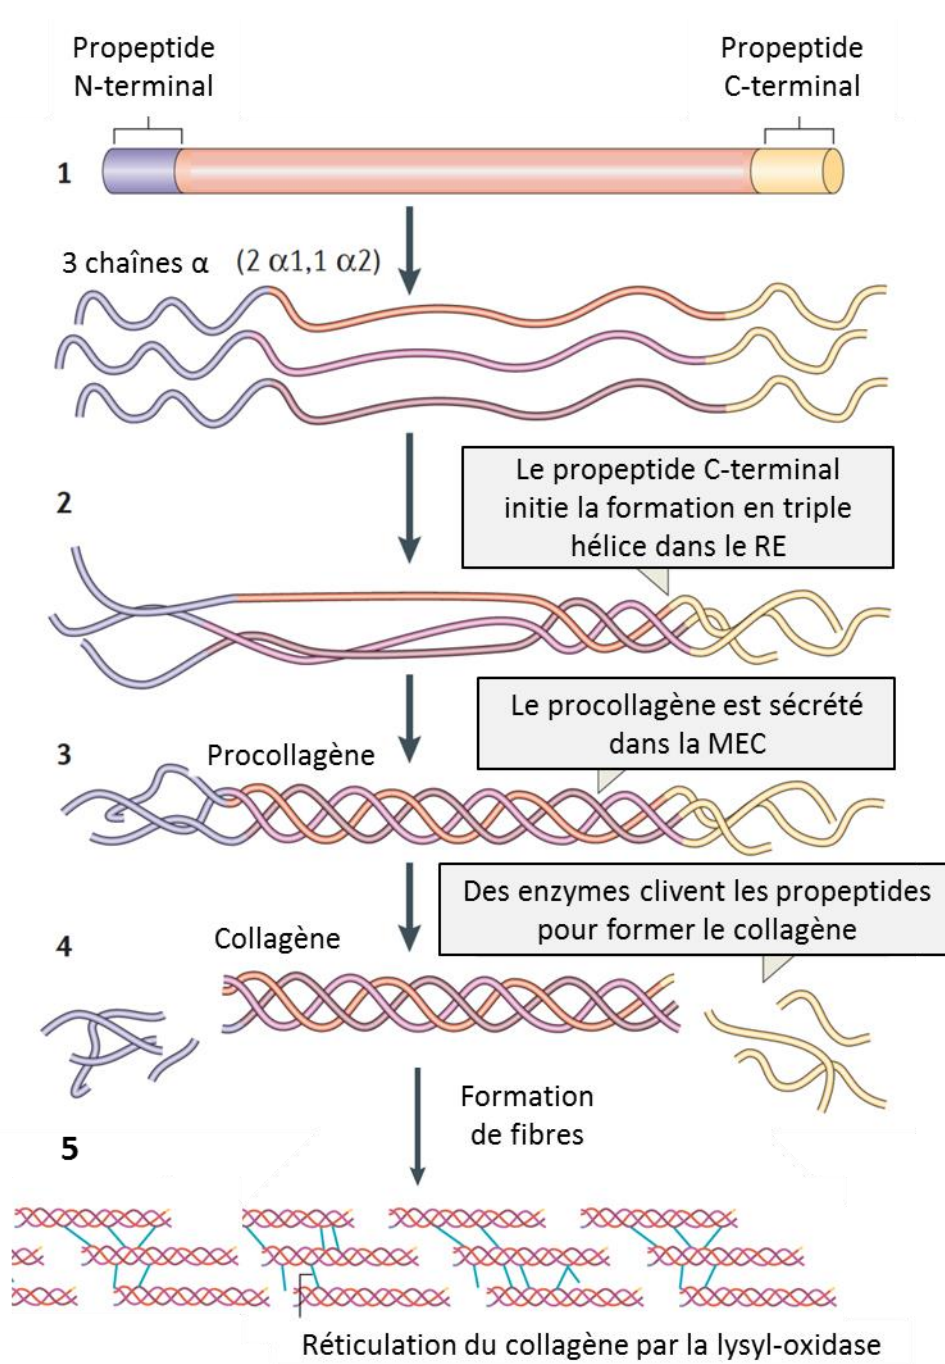 Propeptide
N-terminal
Propeptide
C-terminal
1
3 chaînes α (2 α1,1 α2)
Le propeptide C-terminal
initie la formation en triple
hélice dans le RE
2
Le procollagène est sécrété
dans la MEC
3
Procollagène
Des enzymes clivent les propeptides
pour former le collagène
4
Collagène
Formation
de fibres
5
Réticulation du collagène par la lysyl-oxidase